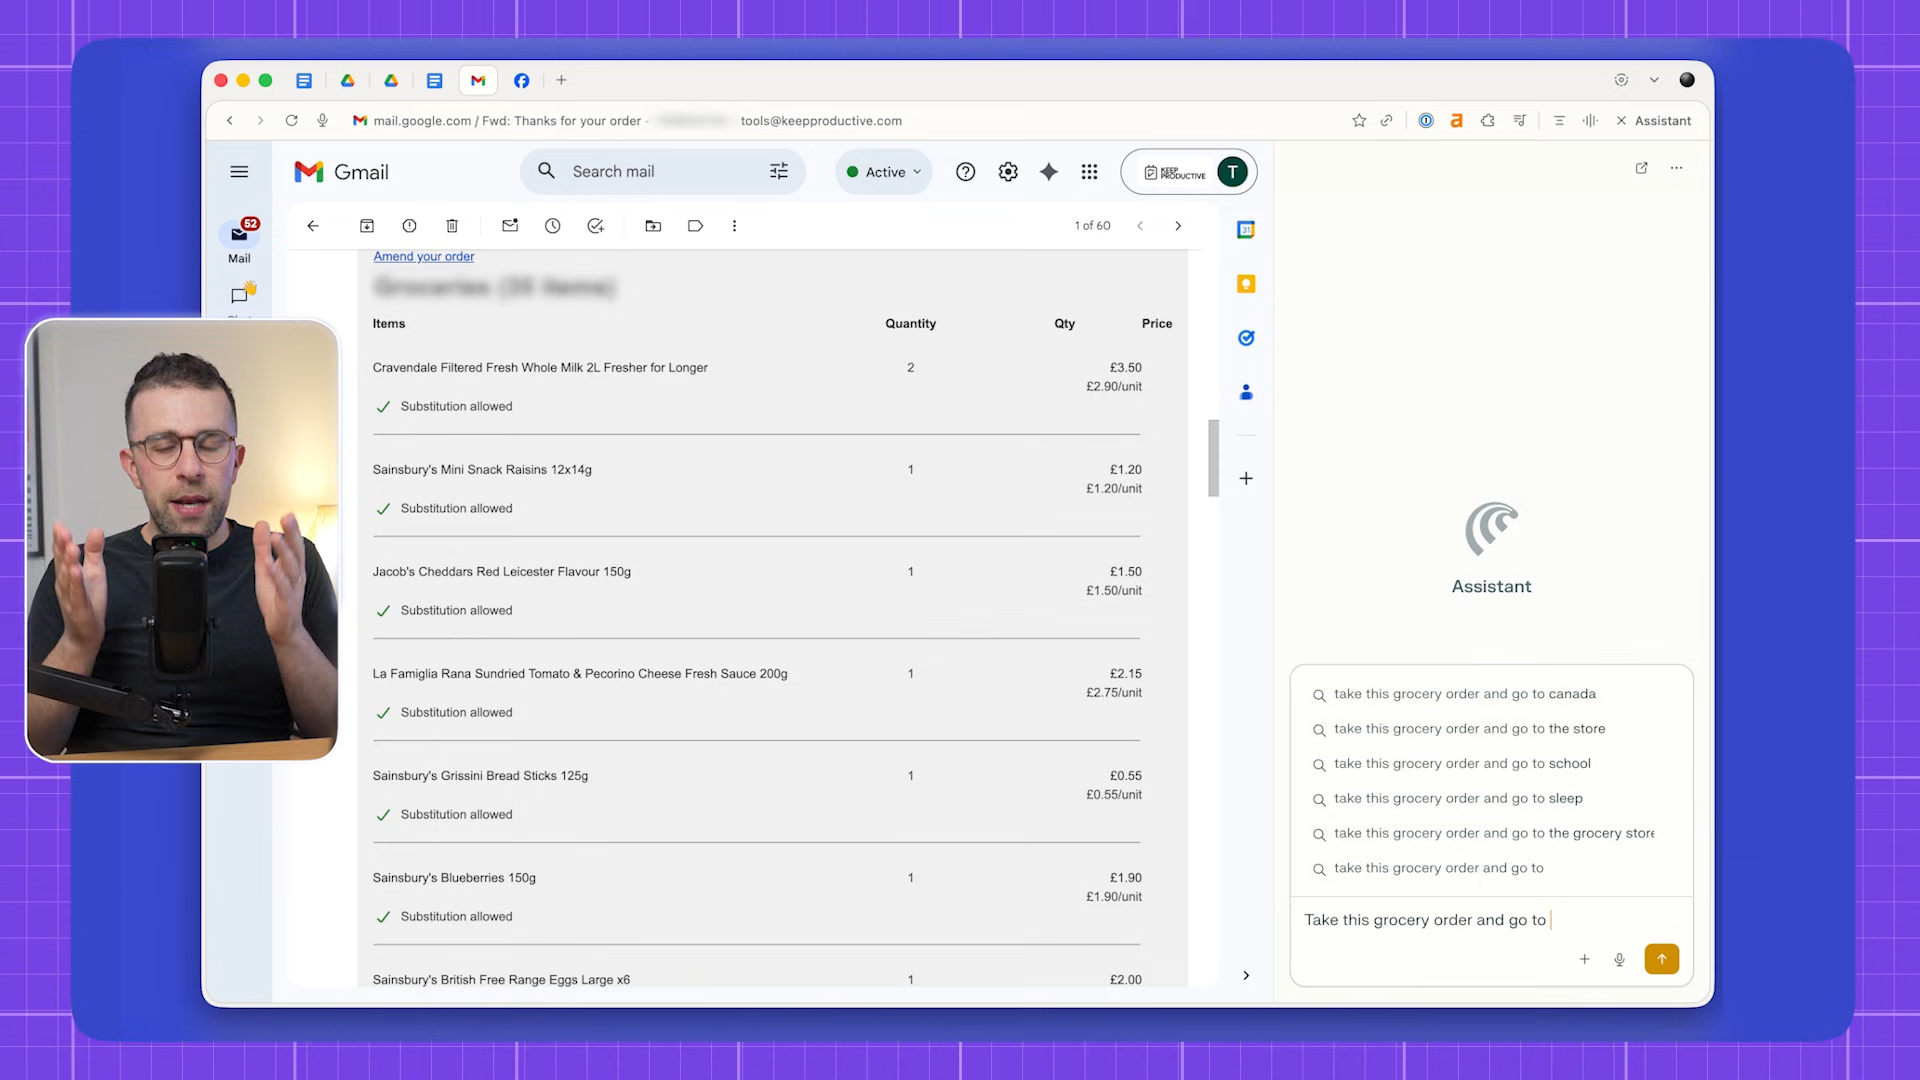 mail.google.com / Fwd: Thanks for your order - tools@keepproductive.com
Assistant
Gmail
Search mail
Active
KEEP
PRODUCTIVE
T
52
Mail
31
1 of 60
Amend your order
Groceries (35 items)
Items Quantity Qty Price
Cravendale Filtered Fresh Whole Milk 2L Fresher for Longer 2 £3.50
£2.90/unit
Substitution allowed
Sainsbury's Mini Snack Raisins 12x14g 1 £1.20
£1.20/unit
Substitution allowed
Jacob's Cheddars Red Leicester Flavour 150g 1 £1.50
£1.50/unit
Substitution allowed
La Famiglia Rana Sundried Tomato & Pecorino Cheese Fresh Sauce 200g 1 £2.15
£2.75/unit
Substitution allowed
Sainsbury's Grissini Bread Sticks 125g 1 £0.55
£0.55/unit
Substitution allowed
Sainsbury's Blueberries 150g 1 £1.90
£1.90/unit
Substitution allowed
Sainsbury's British Free Range Eggs Large x6 1 £2.00
Assistant
take this grocery order and go to canada
take this grocery order and go to the store
take this grocery order and go to school
take this grocery order and go to sleep
take this grocery order and go to the grocery store
take this grocery order and go to
Take this grocery order and go to